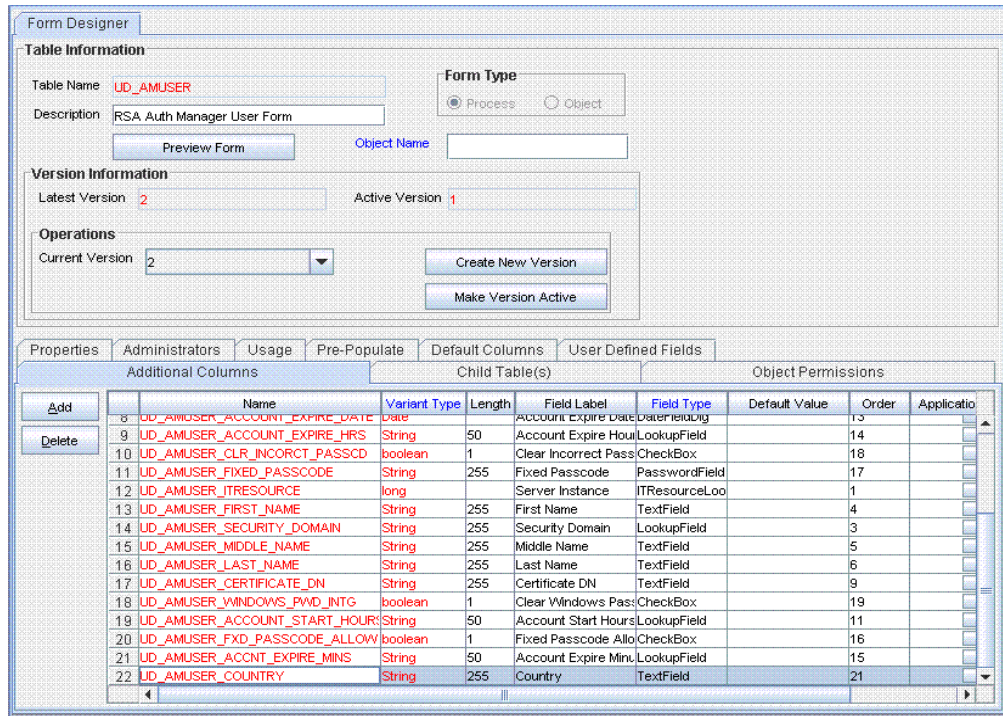 Form Designer
Table Information
Table Name UD_AMUSER
Form Type
Process Object
Description RSA Auth Manager User Form
Preview Form
Object Name
Version Information
Latest Version 2 Active Version 1
Operations
Current Version 2
Create New Version
Make Version Active
Properties Administrators Usage Pre-Populate Default Columns User Defined Fields
Additional Columns Child Table(s) Object Permissions
Add
Delete
Name Variant Type Length Field Label Field Type Default Value Order Applicatio
8 UD_AMUSER_ACCOUNT_EXPIRE_DATE Date Account Expire Date DateFieldDlg 13
9 UD_AMUSER_ACCOUNT_EXPIRE_HRS String 50 Account Expire Hou LookupField 14
10 UD_AMUSER_CLR_INCORCT_PASSCD boolean 1 Clear Incorrect Pass CheckBox 18
11 UD_AMUSER_FIXED_PASSCODE String 255 Fixed Passcode PasswordField 17
12 UD_AMUSER_ITRESOURCE long Server Instance ITResourceLoo 1
13 UD_AMUSER_FIRST_NAME String 255 First Name TextField 4
14 UD_AMUSER_SECURITY_DOMAIN String 255 Security Domain LookupField 3
15 UD_AMUSER_MIDDLE_NAME String 255 Middle Name TextField 5
16 UD_AMUSER_LAST_NAME String 255 Last Name TextField 6
17 UD_AMUSER_CERTIFICATE_DN String 255 Certificate DN TextField 9
18 UD_AMUSER_WINDOWS_PWD_INTG boolean 1 Clear Windows Pas CheckBox 19
19 UD_AMUSER_ACCOUNT_START_HOURS String 50 Account Start Hours LookupField 11
20 UD_AMUSER_FXD_PASSCODE_ALLOW boolean 1 Fixed Passcode Allo CheckBox 16
21 UD_AMUSER_ACCNT_EXPIRE_MINS String 50 Account Expire Minu LookupField 15
22 UD_AMUSER_COUNTRY String 255 Country TextField 21